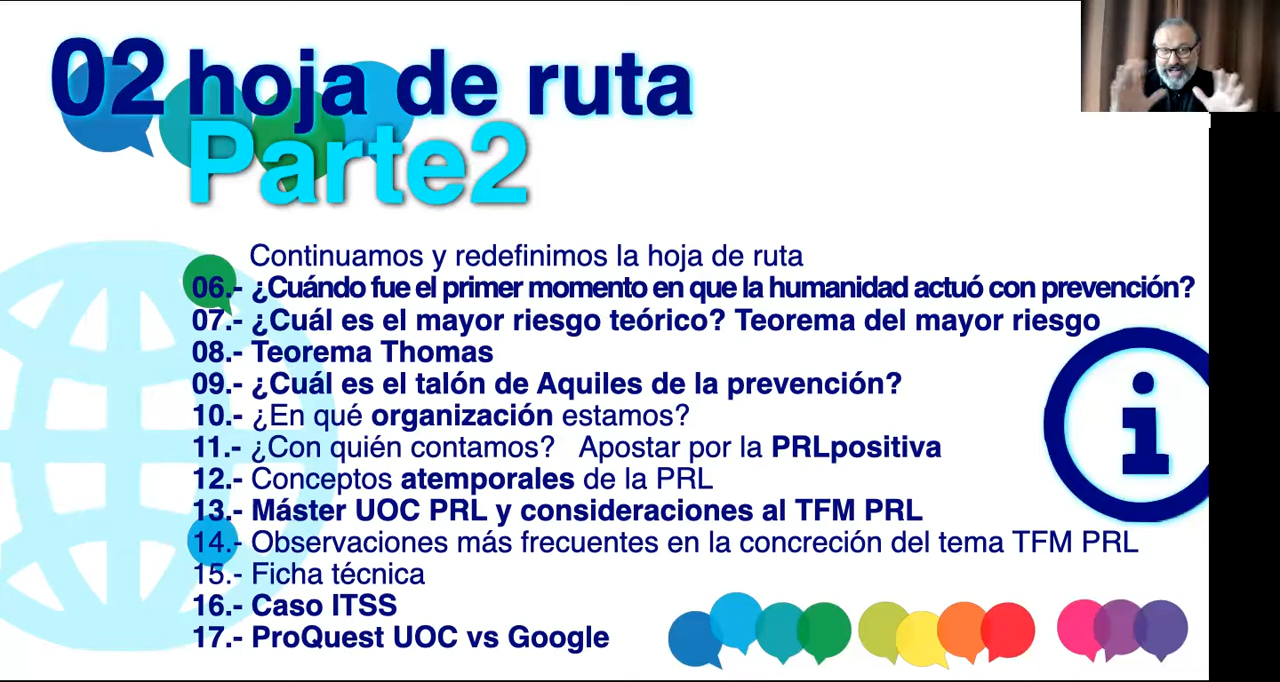 02 hoja de ruta
Parte2
Continuamos y redefinimos la hoja de ruta
06.- ¿Cuándo fue el primer momento en que la humanidad actuó con prevención?
07.- ¿Cuál es el mayor riesgo teórico? Teorema del mayor riesgo
08.- Teorema Thomas
09.- ¿Cuál es el talón de Aquiles de la prevención?
10.- ¿En qué organización estamos?
11.- ¿Con quién contamos? Apostar por la PRLpositiva
12.- Conceptos atemporales de la PRL
13.- Máster UOC PRL y consideraciones al TFM PRL
14.- Observaciones más frecuentes en la concreción del tema TFM PRL
15.- Ficha técnica
16.- Caso ITSS
17.- ProQuest UOC vs Google